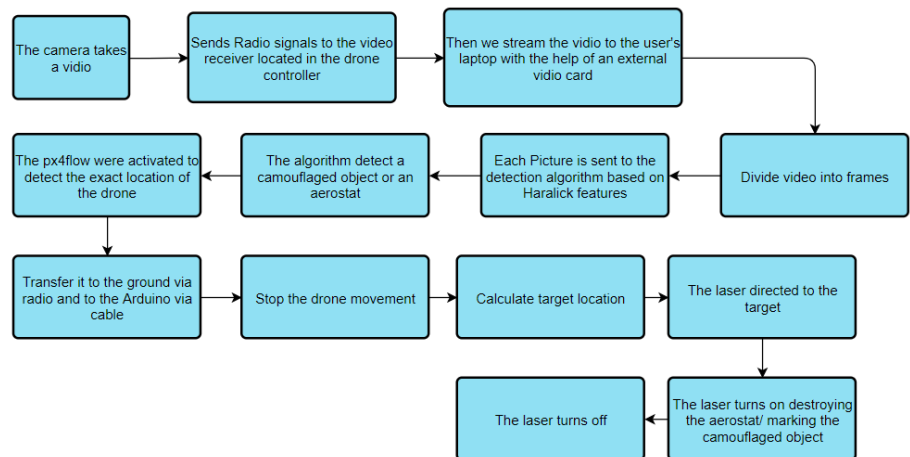 The camera takes
a vidio
Sends Radio signals to the video
receiver located in the drone
controller
Then we stream the vidio to the user's
laptop with the help of an external
vidio card
Divide video into frames
Each Picture is sent to the
detection algorithm based on
Haralick features
The algorithm detect a
camouflaged object or an
aerostat
The px4flow were activated to
detect the exact location of
the drone
Transfer it to the ground via
radio and to the Arduino via
cable
Stop the drone movement
Calculate target location
The laser directed to the
target
The laser turns on destroying
the aerostat/ marking the
camouflaged object
The laser turns off